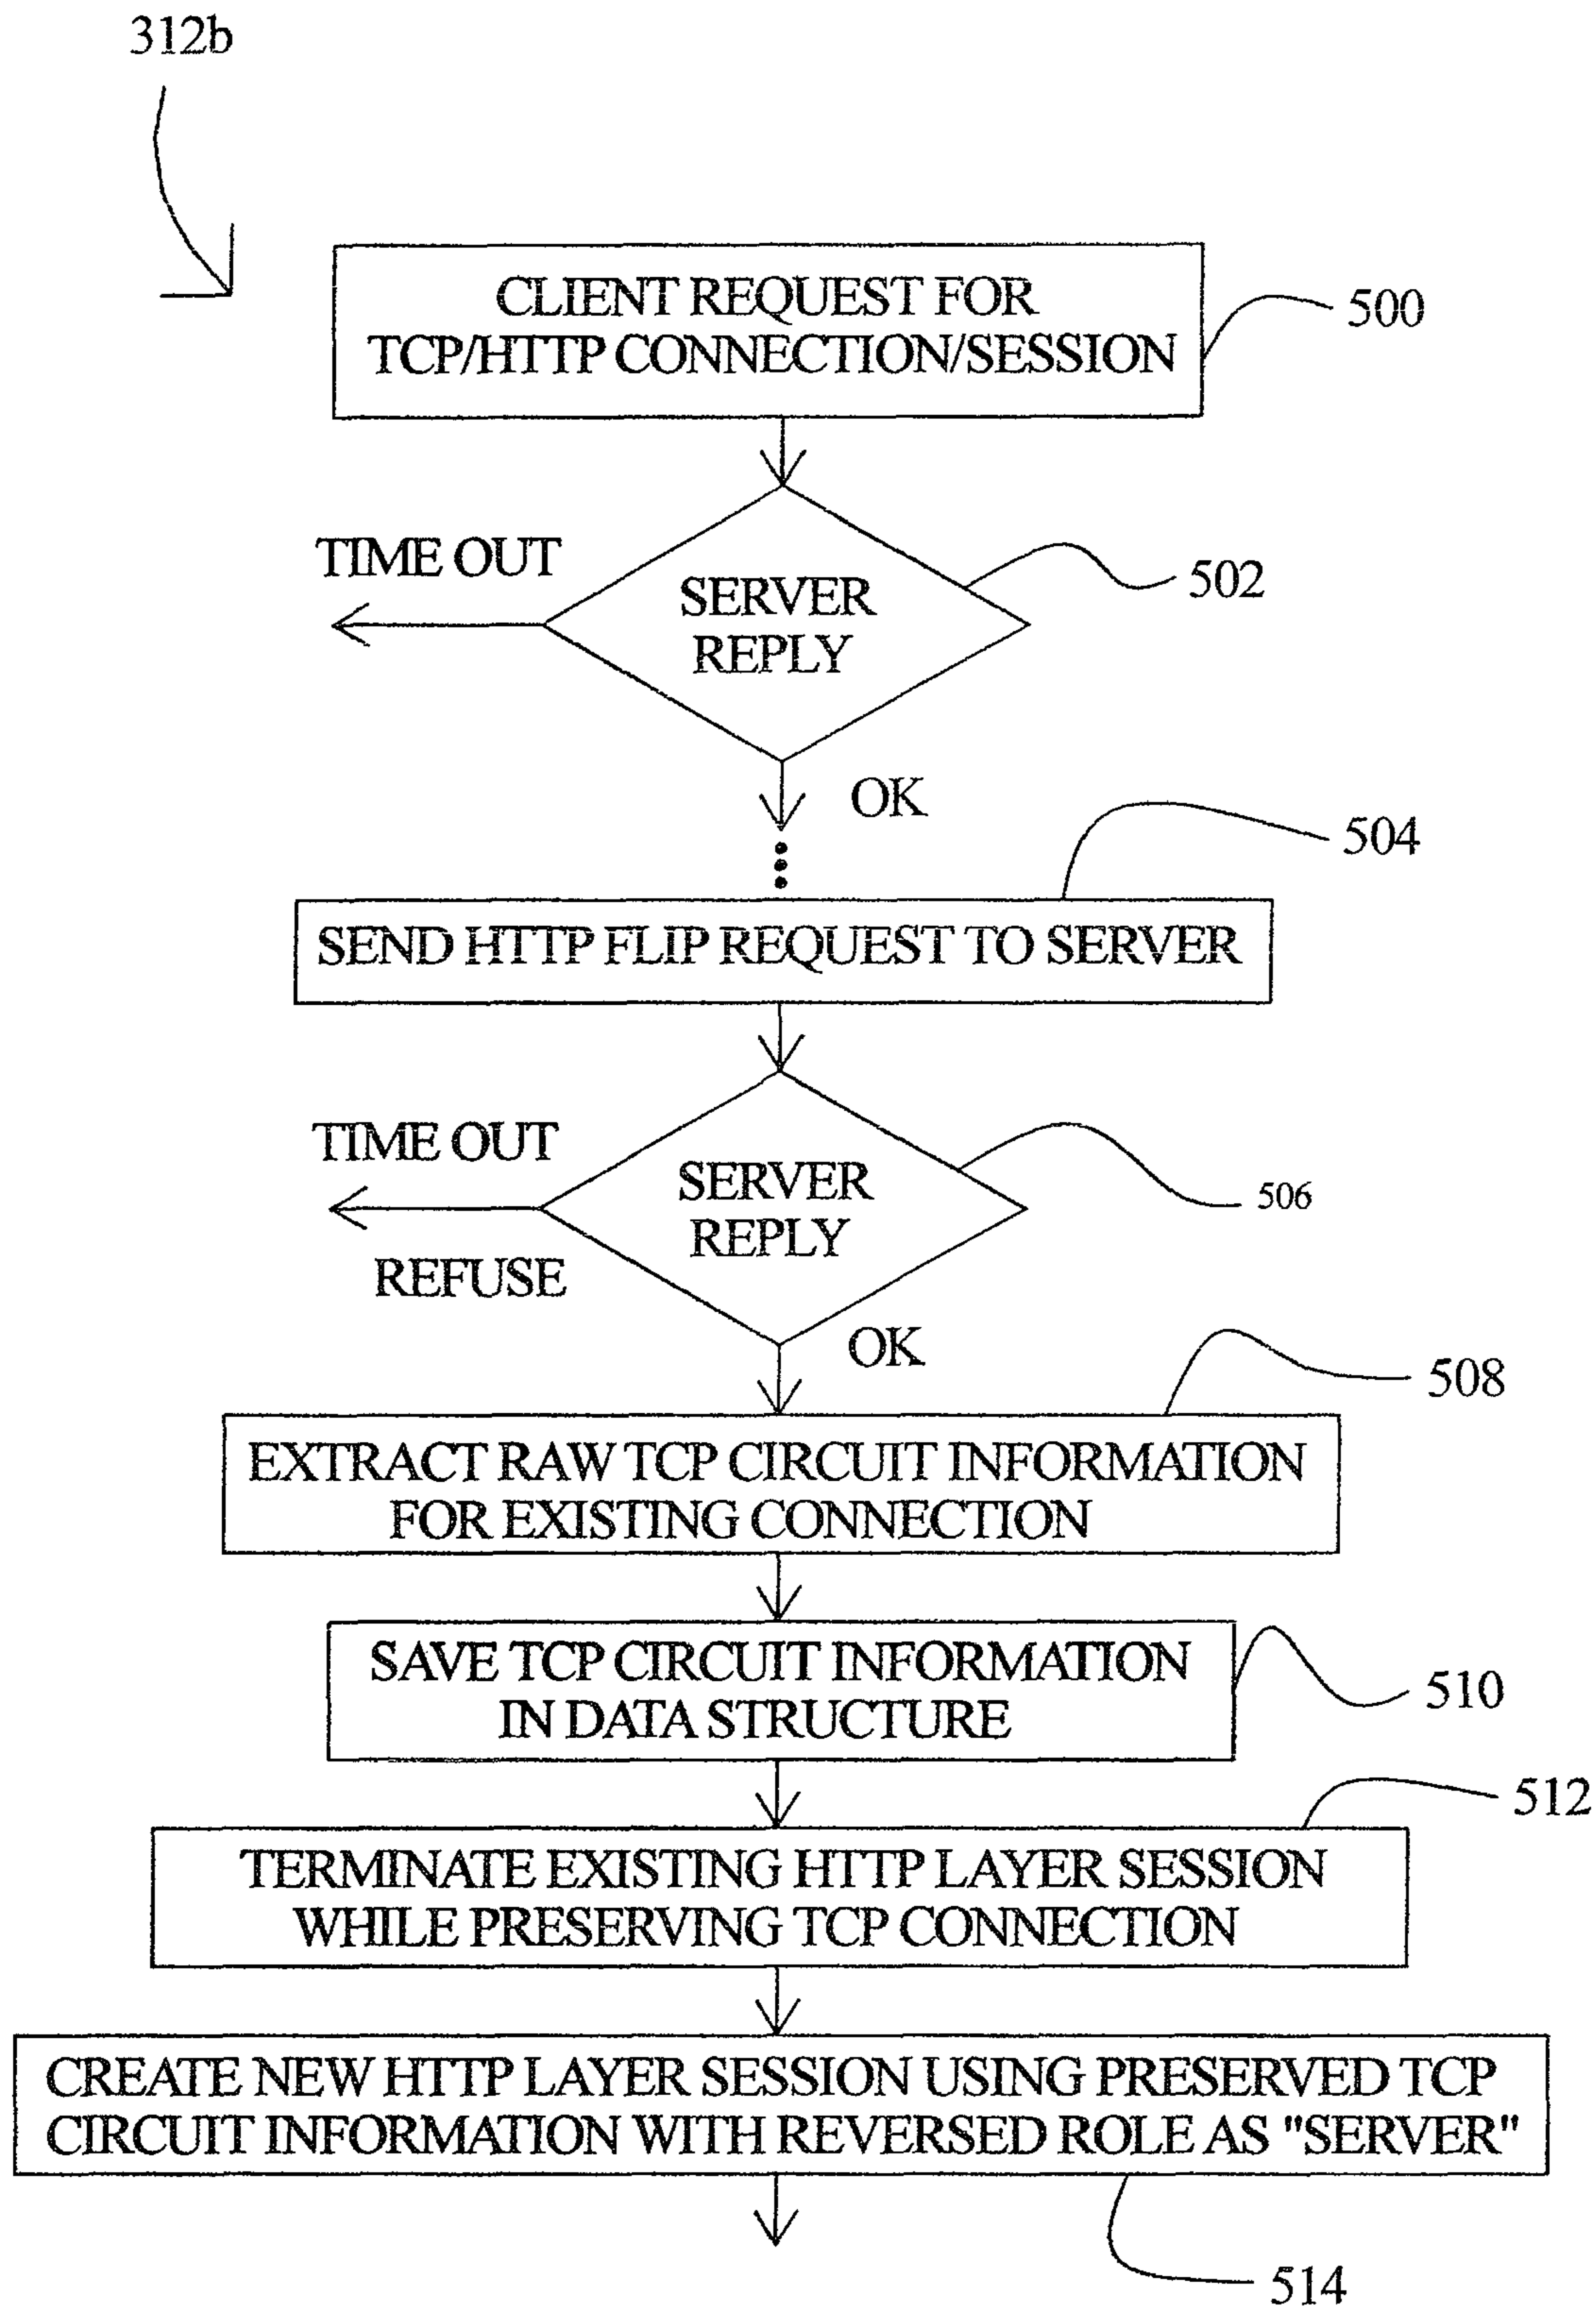 312b
CLIENT REQUEST FOR
TCP/HTTP CONNECTION/SESSION
500
TIME OUT
SERVER
REPLY
502
OK
504
SEND HTTP FLIP REQUEST TO SERVER
TIME OUT
SERVER
REPLY
506
REFUSE
OK
508
EXTRACT RAW TCP CIRCUIT INFORMATION
FOR EXISTING CONNECTION
SAVE TCP CIRCUIT INFORMATION
IN DATA STRUCTURE
510
512
TERMINATE EXISTING HTTP LAYER SESSION
WHILE PRESERVING TCP CONNECTION
CREATE NEW HTTP LAYER SESSION USING PRESERVED TCP
CIRCUIT INFORMATION WITH REVERSED ROLE AS "SERVER"
514